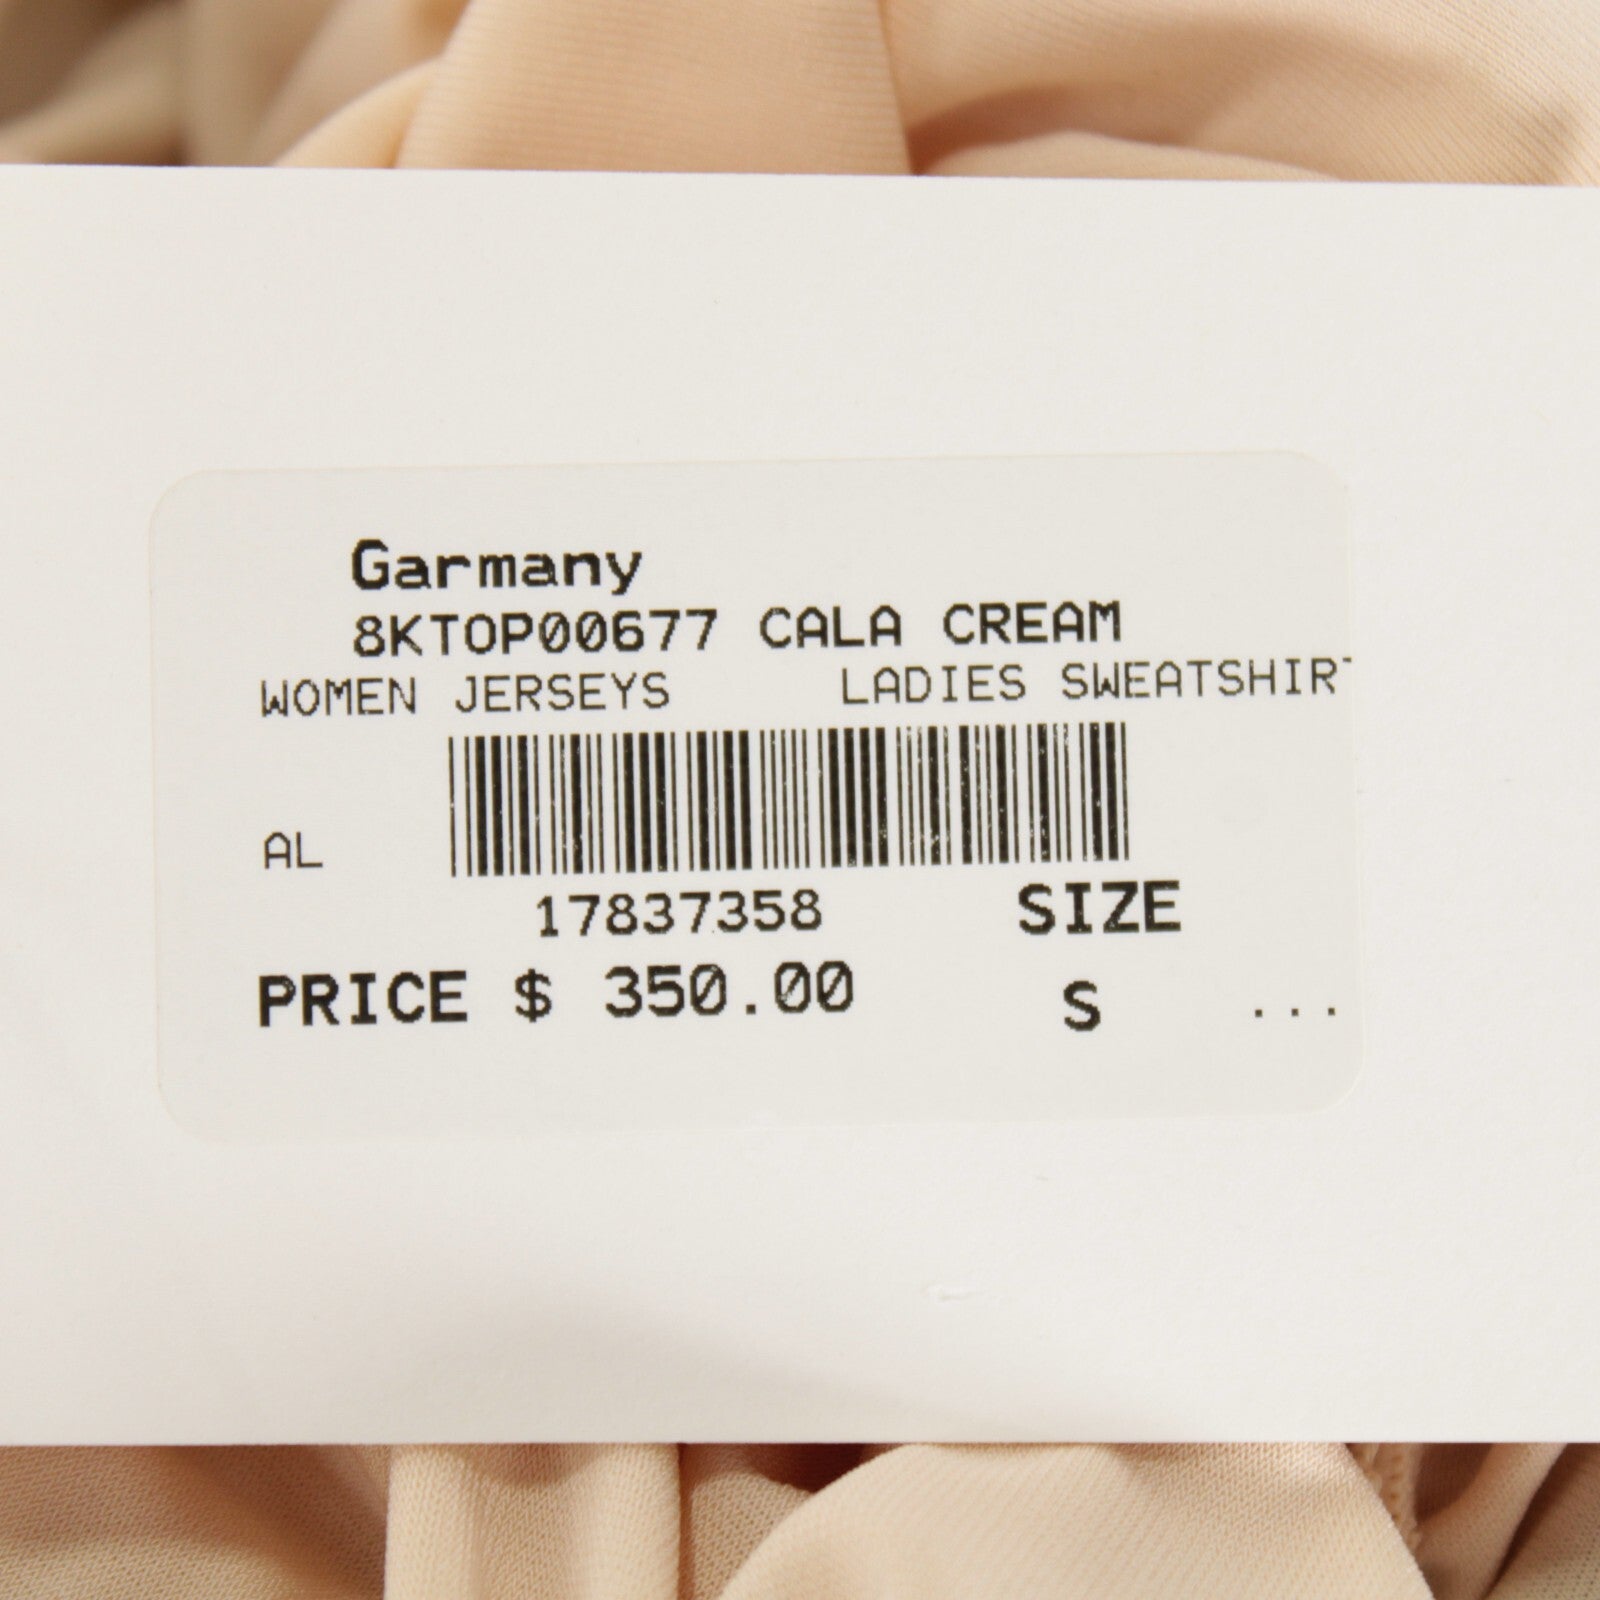 Garmany
8KTOP00677 CALA CREAM
WOMEN JERSEYS LADIES SWEATSHIRT
AL
17837358 SIZE
PRICE $ 350.00 S ...